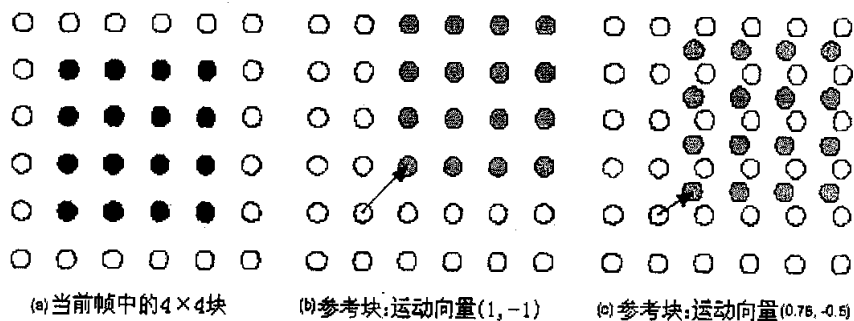 (a) 当前帧中的4×4块
(b) 参考块:运动向量(1,-1)
(c) 参考块:运动向量(0.75, -0.5)